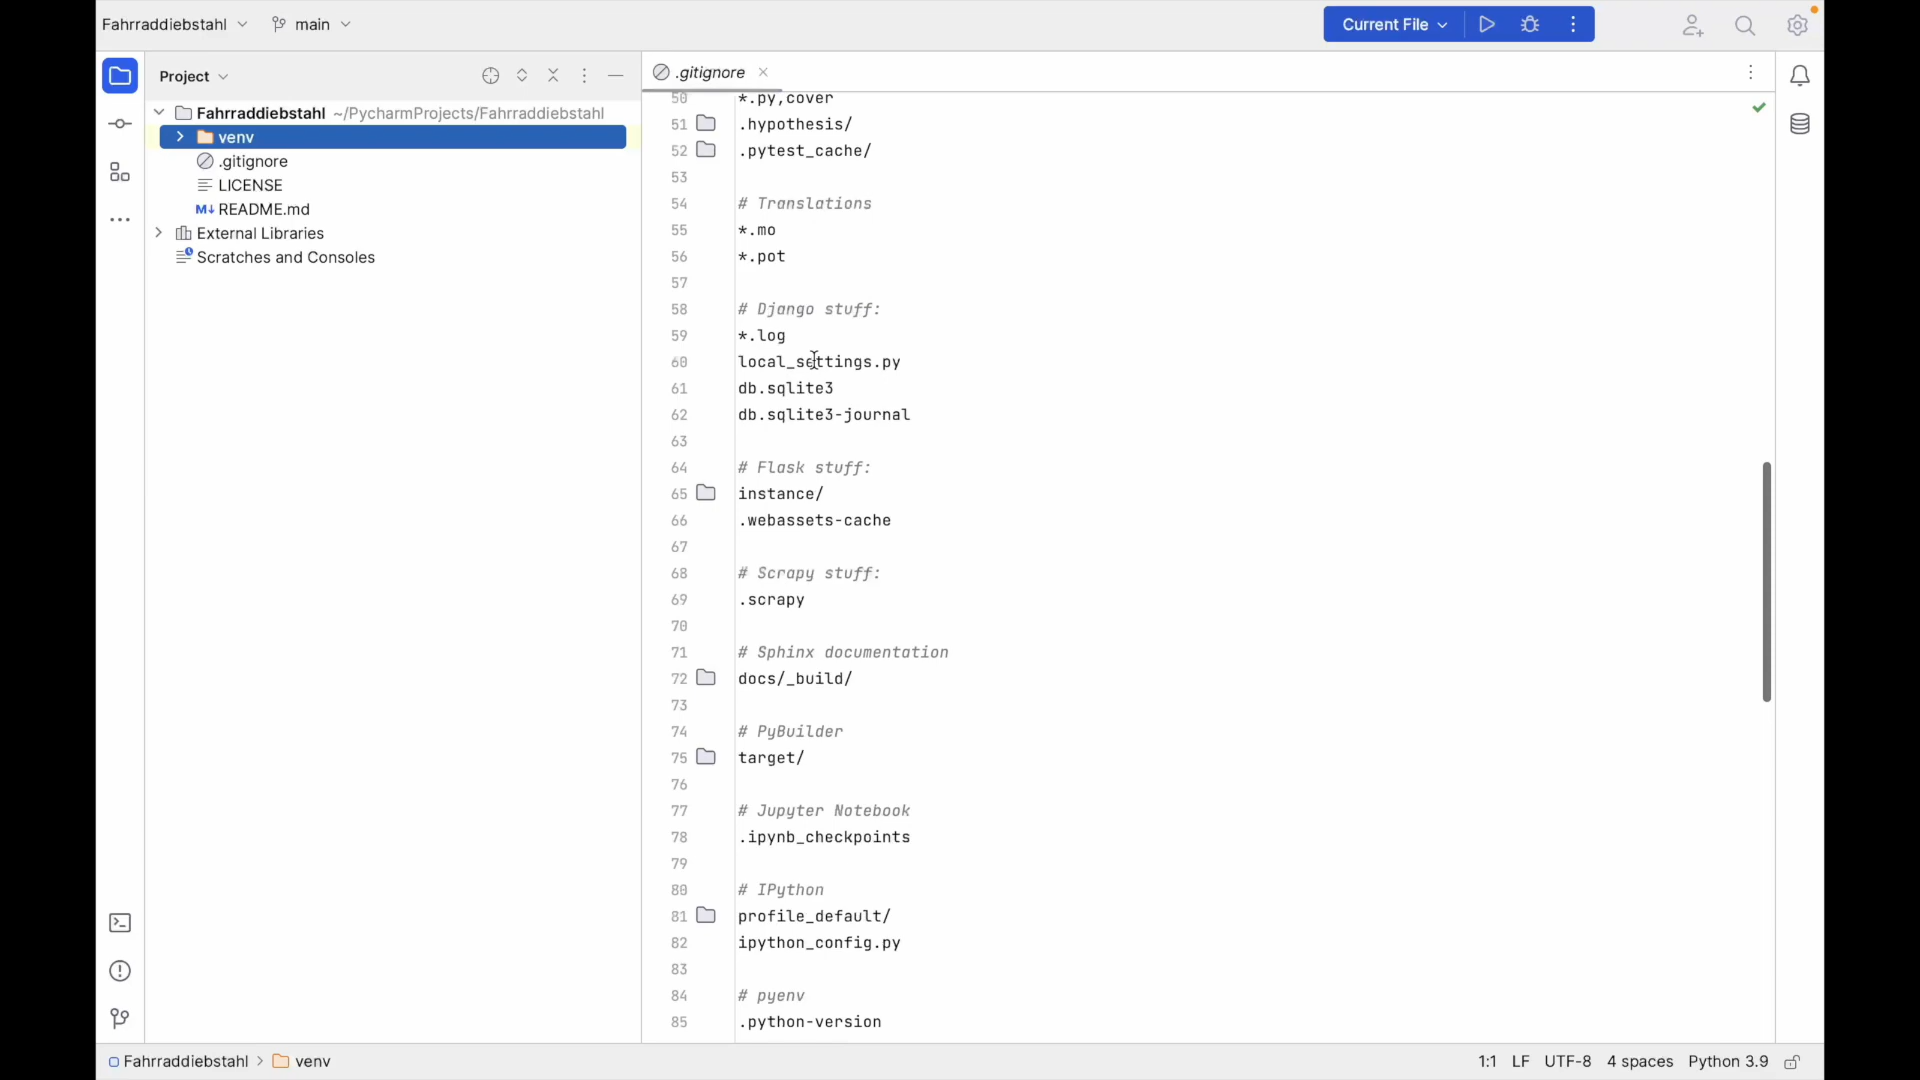 Fahrraddiebstahl
main
Current File
Project
Fahrraddiebstahl ~/PycharmProjects/Fahrraddiebstahl
venv
.gitignore
LICENSE
M↓ README.md
External Libraries
Scratches and Consoles
.gitignore
50 *.py,cover
51 .hypothesis/
52 .pytest_cache/
53
54 # Translations
55 *.mo
56 *.pot
57
58 # Django stuff:
59 *.log
60 local_settings.py
61 db.sqlite3
62 db.sqlite3-journal
63
64 # Flask stuff:
65 instance/
66 .webassets-cache
67
68 # Scrapy stuff:
69 .scrapy
70
71 # Sphinx documentation
72 docs/_build/
73
74 # PyBuilder
75 target/
76
77 # Jupyter Notebook
78 .ipynb_checkpoints
79
80 # IPython
81 profile_default/
82 ipython_config.py
83
84 # pyenv
85 .python-version
Fahrraddiebstahl > venv
1:1 LF UTF-8 4 spaces Python 3.9